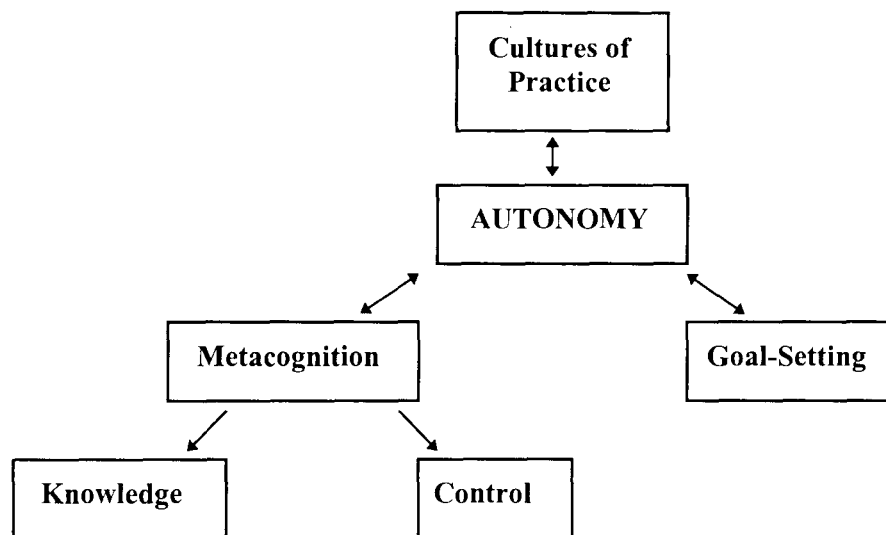 Cultures of
Practice
AUTONOMY
Metacognition
Goal-Setting
Knowledge
Control